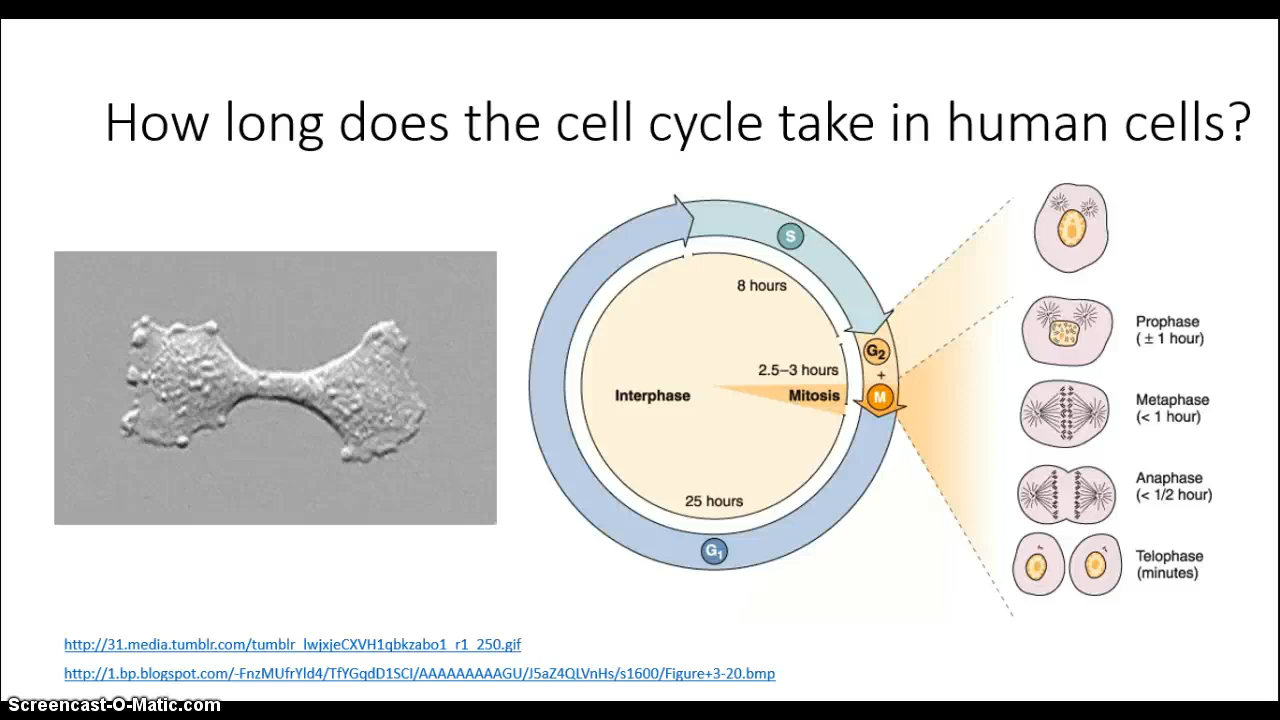 How long does the cell cycle take in human cells?
S
8 hours
G2
+
2.5–3 hours
Interphase
Mitosis
M
25 hours
G1
Prophase
(± 1 hour)
Metaphase
(< 1 hour)
Anaphase
(< 1/2 hour)
Telophase
(minutes)
http://31.media.tumblr.com/tumblr_lwjxjeCXVH1qbkzabo1_r1_250.gif
http://1.bp.blogspot.com/-FnzMUfrYld4/TfYGqdD1SCI/AAAAAAAAAGU/J5aZ4QLVnHs/s1600/Figure+3-20.bmp
Screencast-O-Matic.com